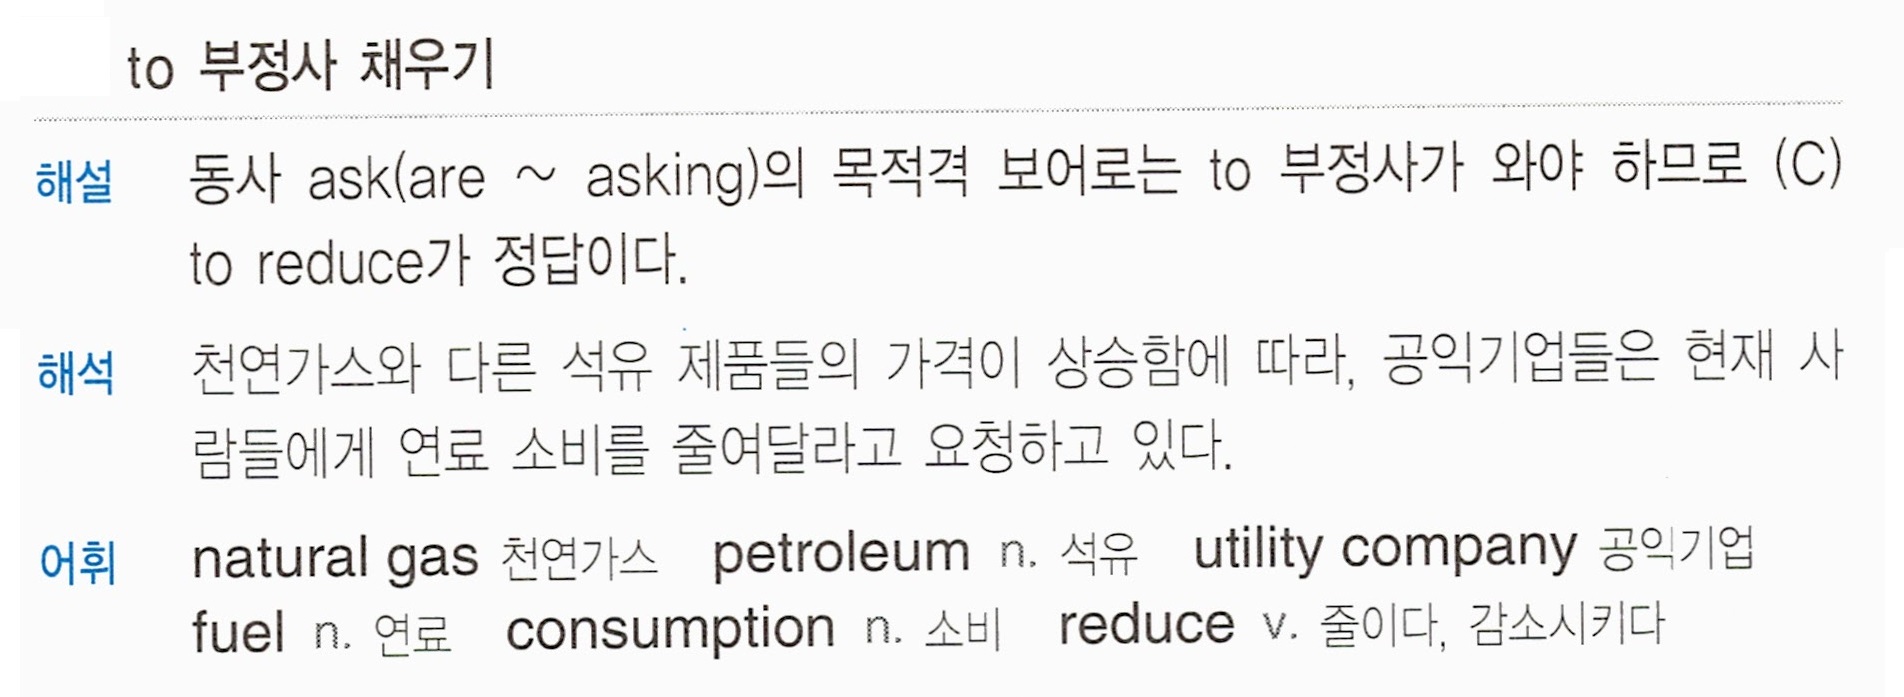 to 부정사 채우기
해설 동사 ask(are ~ asking)의 목적격 보어로는 to 부정사가 와야 하므로 (C)
to reduce가 정답이다.
해석 천연가스와 다른 석유 제품들의 가격이 상승함에 따라, 공익기업들은 현재 사
람들에게 연료 소비를 줄여달라고 요청하고 있다.
어휘 natural gas 천연가스 petroleum n. 석유 utility company 공익기업
fuel n. 연료 consumption n. 소비 reduce v. 줄이다, 감소시키다